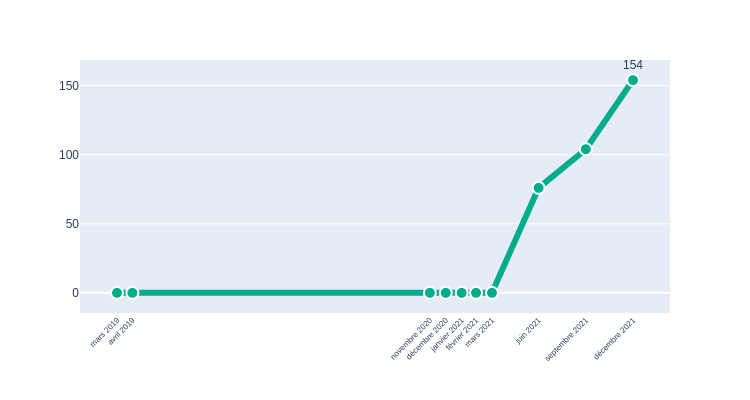 154
150
100
50
0
mars 2019
avril 2019
novembre 2020
décembre 2020
janvier 2021
février 2021
mars 2021
juin 2021
septembre 2021
décembre 2021